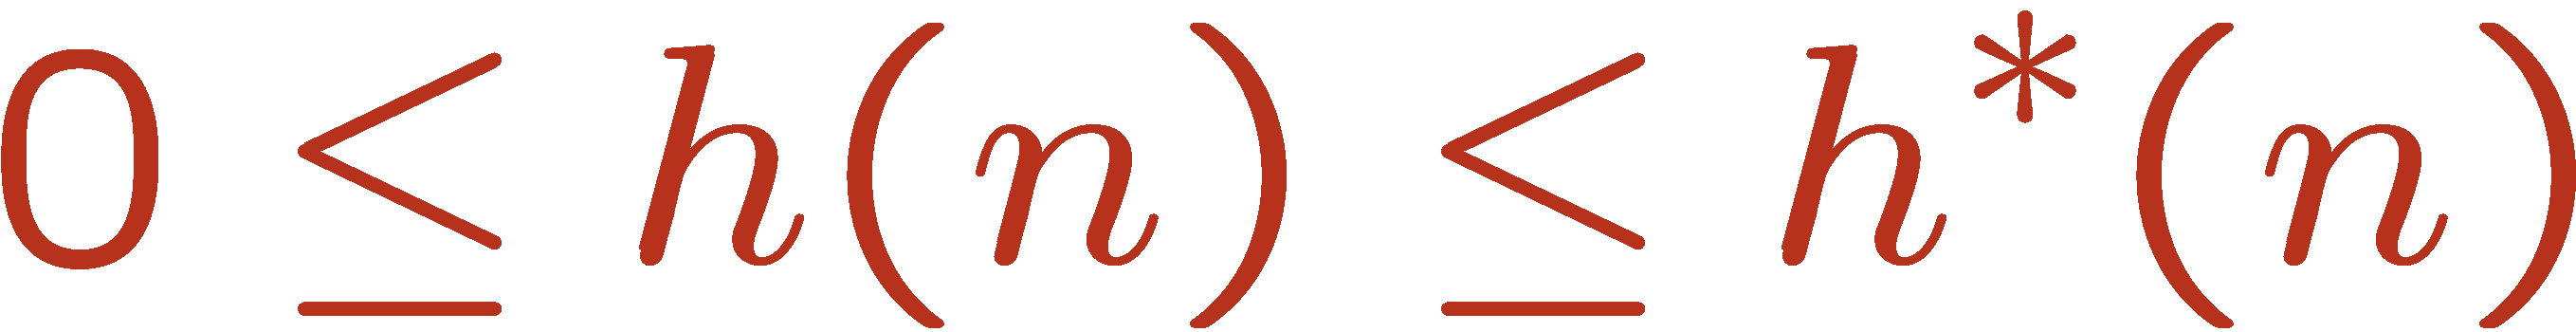 0 ≤ h(n) ≤ h*(n)